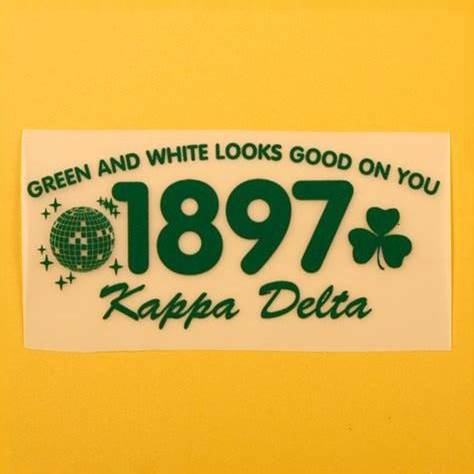 GREEN AND WHITE LOOKS GOOD ON YOU
1897
Kappa Delta